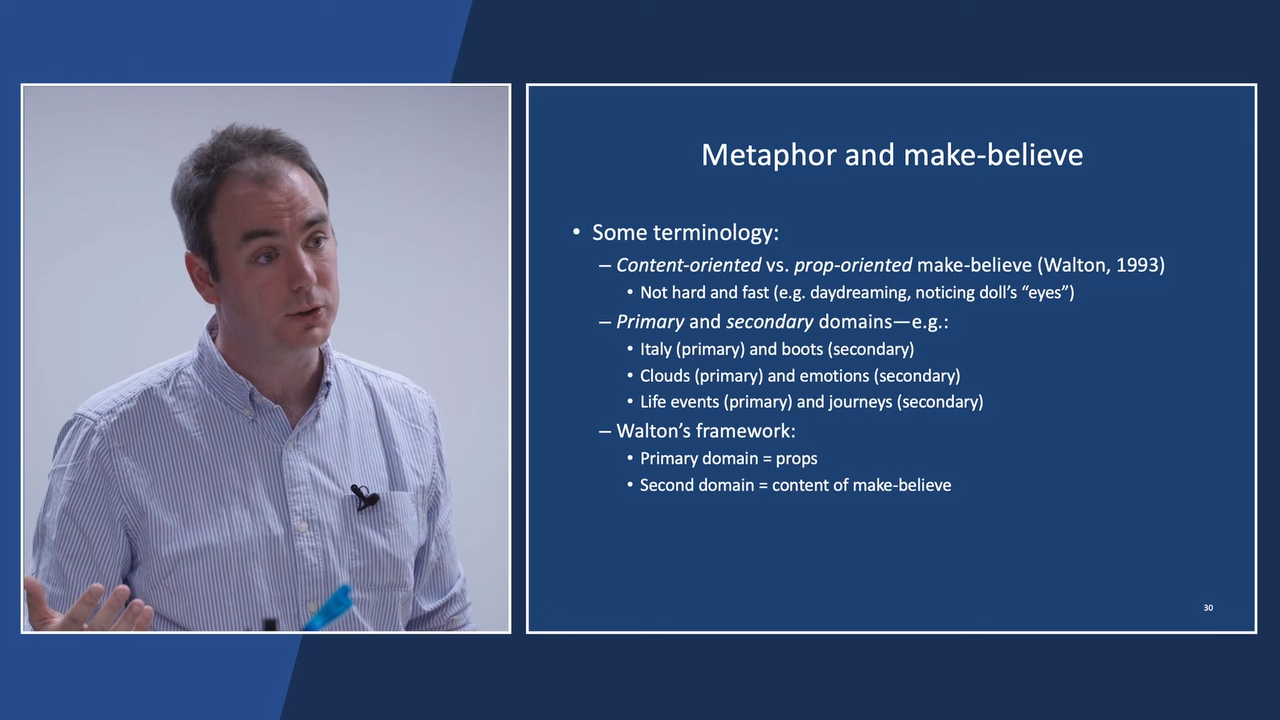 Metaphor and make-believe
• Some terminology:
– Content-oriented vs. prop-oriented make-believe (Walton, 1993)
• Not hard and fast (e.g. daydreaming, noticing doll's “eyes”)
– Primary and secondary domains—e.g.:
• Italy (primary) and boots (secondary)
• Clouds (primary) and emotions (secondary)
• Life events (primary) and journeys (secondary)
– Walton's framework:
• Primary domain = props
• Second domain = content of make-believe
30